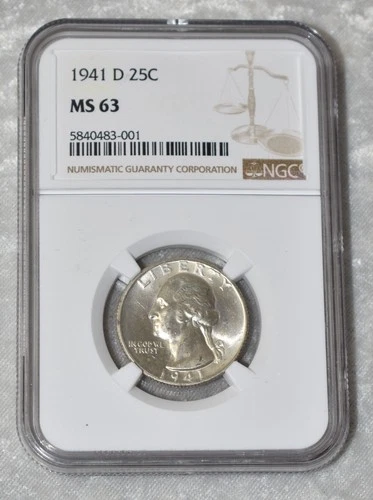 1941 D 25C
MS 63
5840483-001
NUMISMATIC GUARANTY CORPORATION
NGC
LIBERTY
IN GOD WE
TRUST
1941